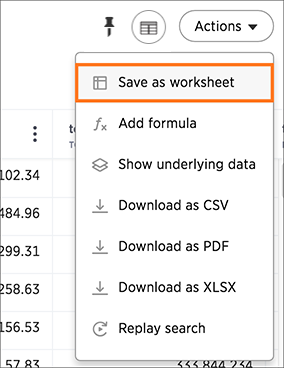 Actions
Save as worksheet
Add formula
Show underlying data
Download as CSV
Download as PDF
Download as XLSX
Replay search
102.34
484.96
299.31
258.63
156.53
57.83
333,844,234